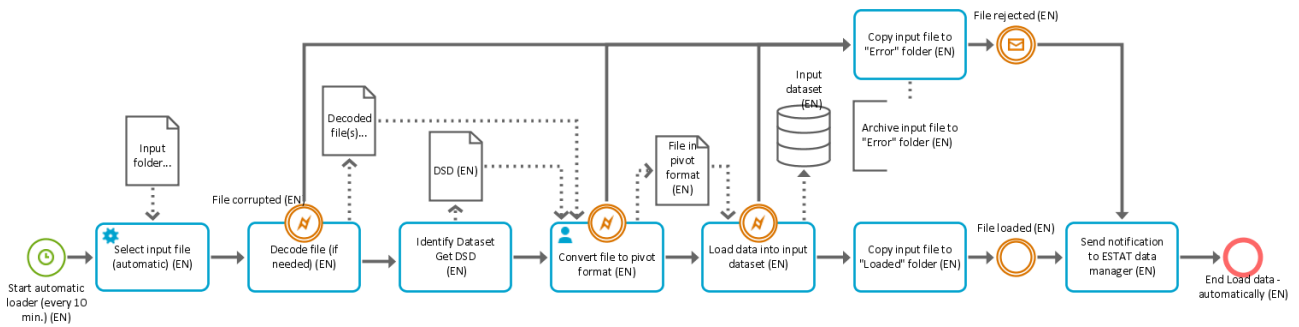 File rejected (EN)
Copy input file to
"Error" folder (EN)
Input
dataset
(EN)
Archive input file to
"Error" folder (EN)
Decoded
file(s)...
Input
folder...
DSD (EN)
File in
pivot
format
(EN)
File corrupted (EN)
Select input file
(automatic) (EN)
Decode file (if
needed) (EN)
Identify Dataset
Get DSD
(EN)
Convert file to pivot
format (EN)
Load data into input
dataset (EN)
Copy input file to
"Loaded" folder (EN)
File loaded (EN)
Send notification
to ESTAT data
manager (EN)
Start automatic
loader (every 10
min.) (EN)
End Load data -
automatically (EN)